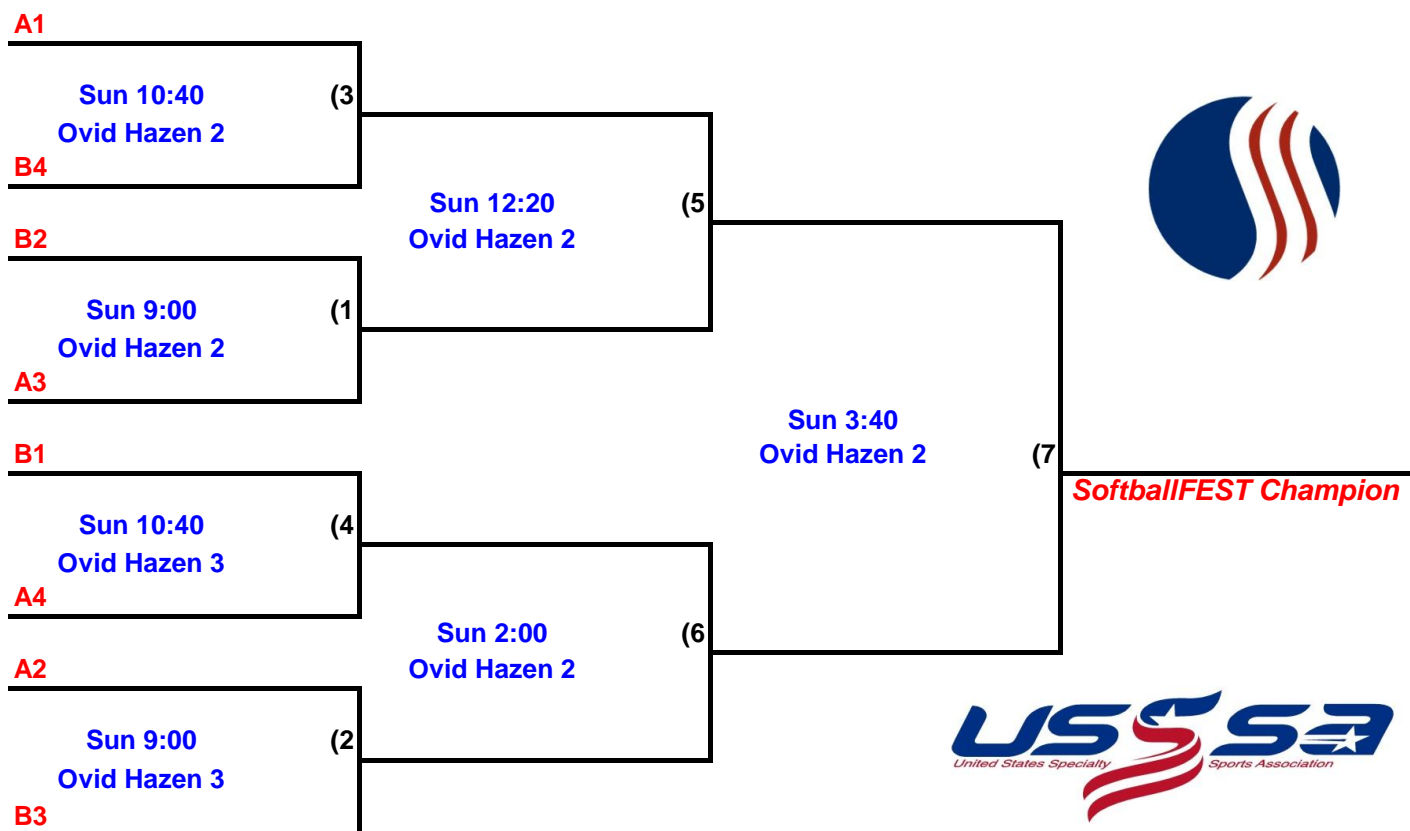 A1
Sun 10:40
(3
Ovid Hazen 2
B4
Sun 12:20
(5
Ovid Hazen 2
B2
Sun 9:00
(1
Ovid Hazen 2
A3
Sun 3:40
Ovid Hazen 2
(7
SoftballFEST Champion
B1
Sun 10:40
(4
Ovid Hazen 3
A4
Sun 2:00
(6
Ovid Hazen 2
A2
Sun 9:00
(2
Ovid Hazen 3
B3
USSSA
United States Specialty Sports Association